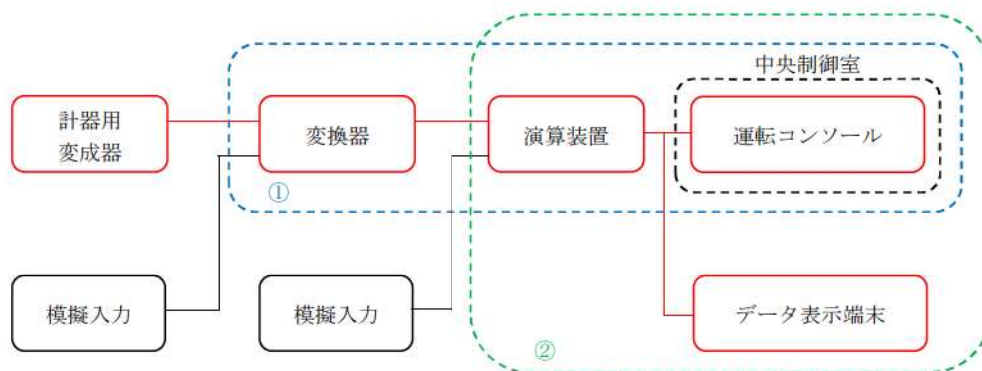 中央制御室
計器用
変成器
変換器
演算装置
運転コンソール
①
模擬入力
模擬入力
データ表示端末
②